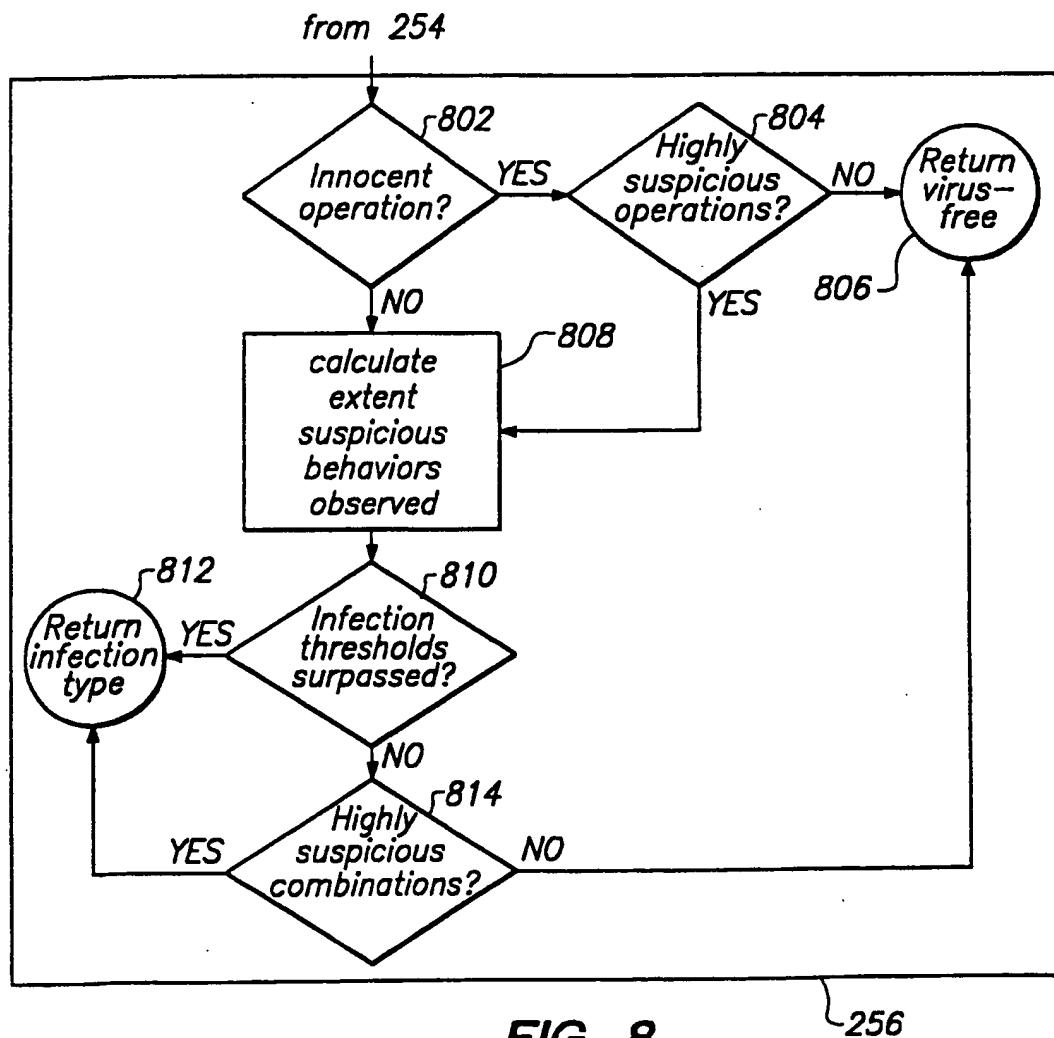 from 254
802
Innocent
operation?
YES
NO
804
Highly
suspicious
operations?
NO
YES
Return
virus-
free
806
808
calculate
extent
suspicious
behaviors
observed
810
Infection
thresholds
surpassed?
YES
NO
812
Return
infection
type
814
Highly
suspicious
combinations?
YES
NO
256
FIG. 8